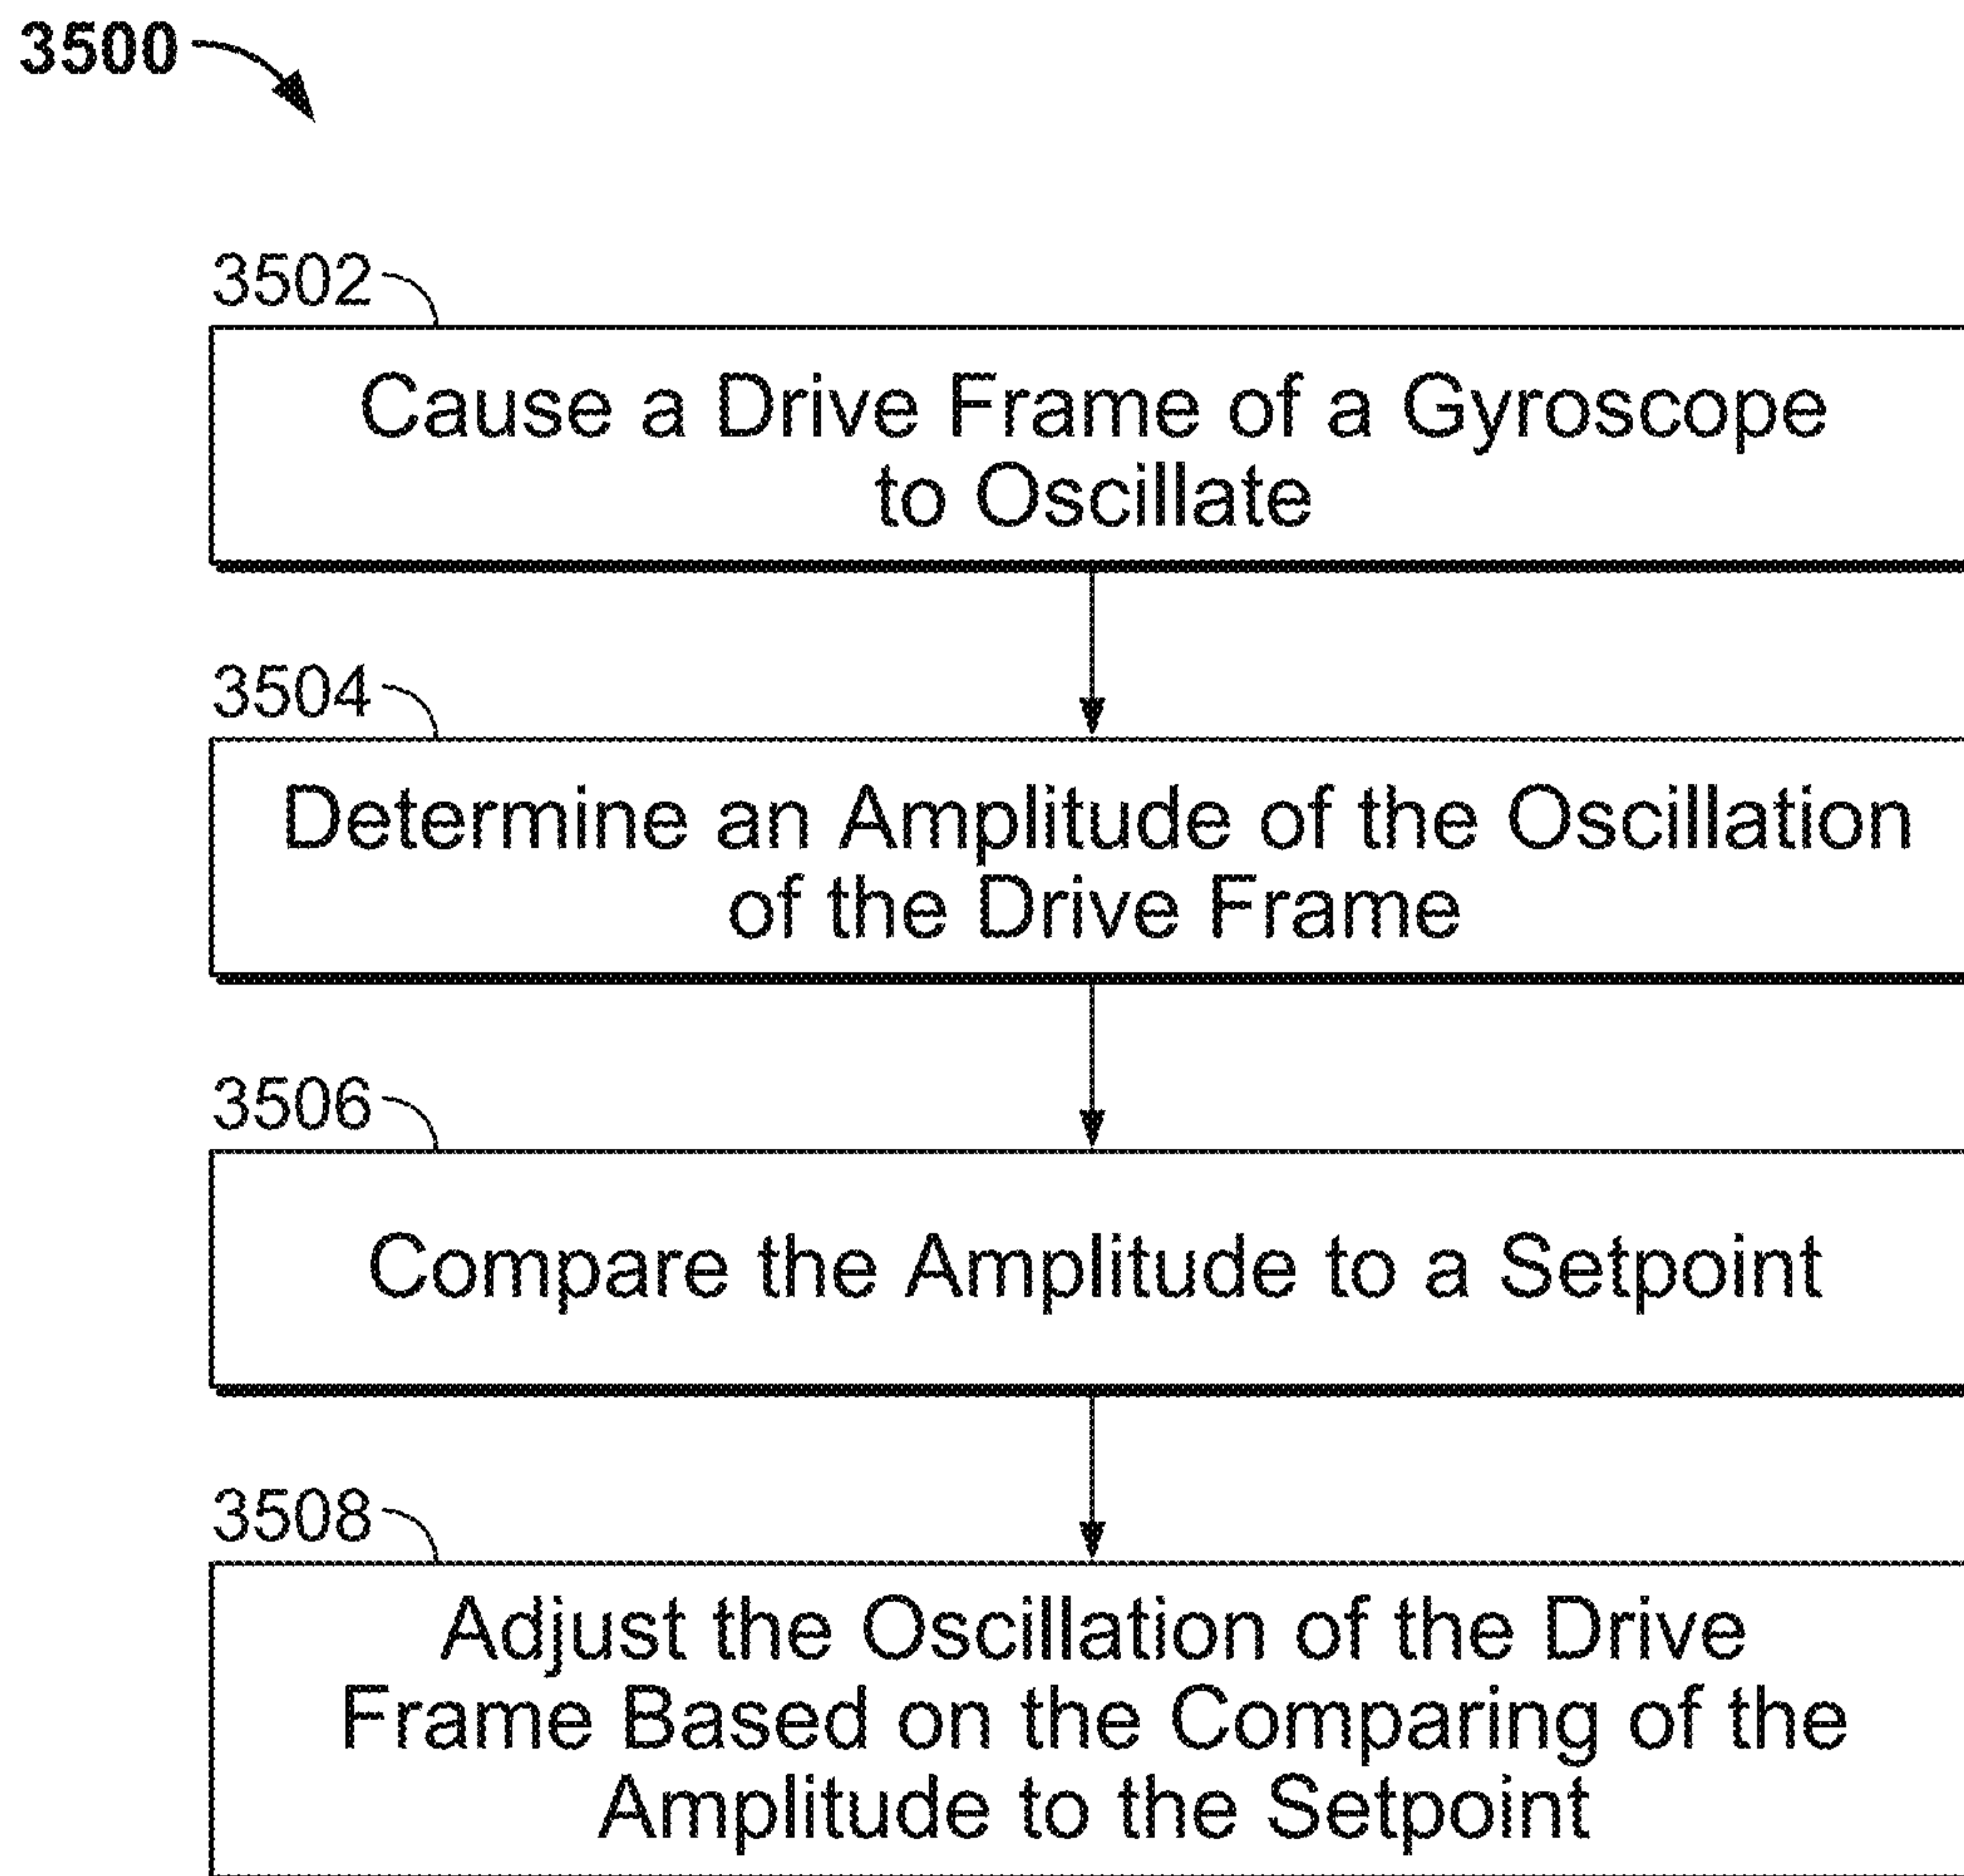 3500
3502
Cause a Drive Frame of a Gyroscope
to Oscillate
3504
Determine an Amplitude of the Oscillation
of the Drive Frame
3506
Compare the Amplitude to a Setpoint
3508
Adjust the Oscillation of the Drive
Frame Based on the Comparing of the
Amplitude to the Setpoint